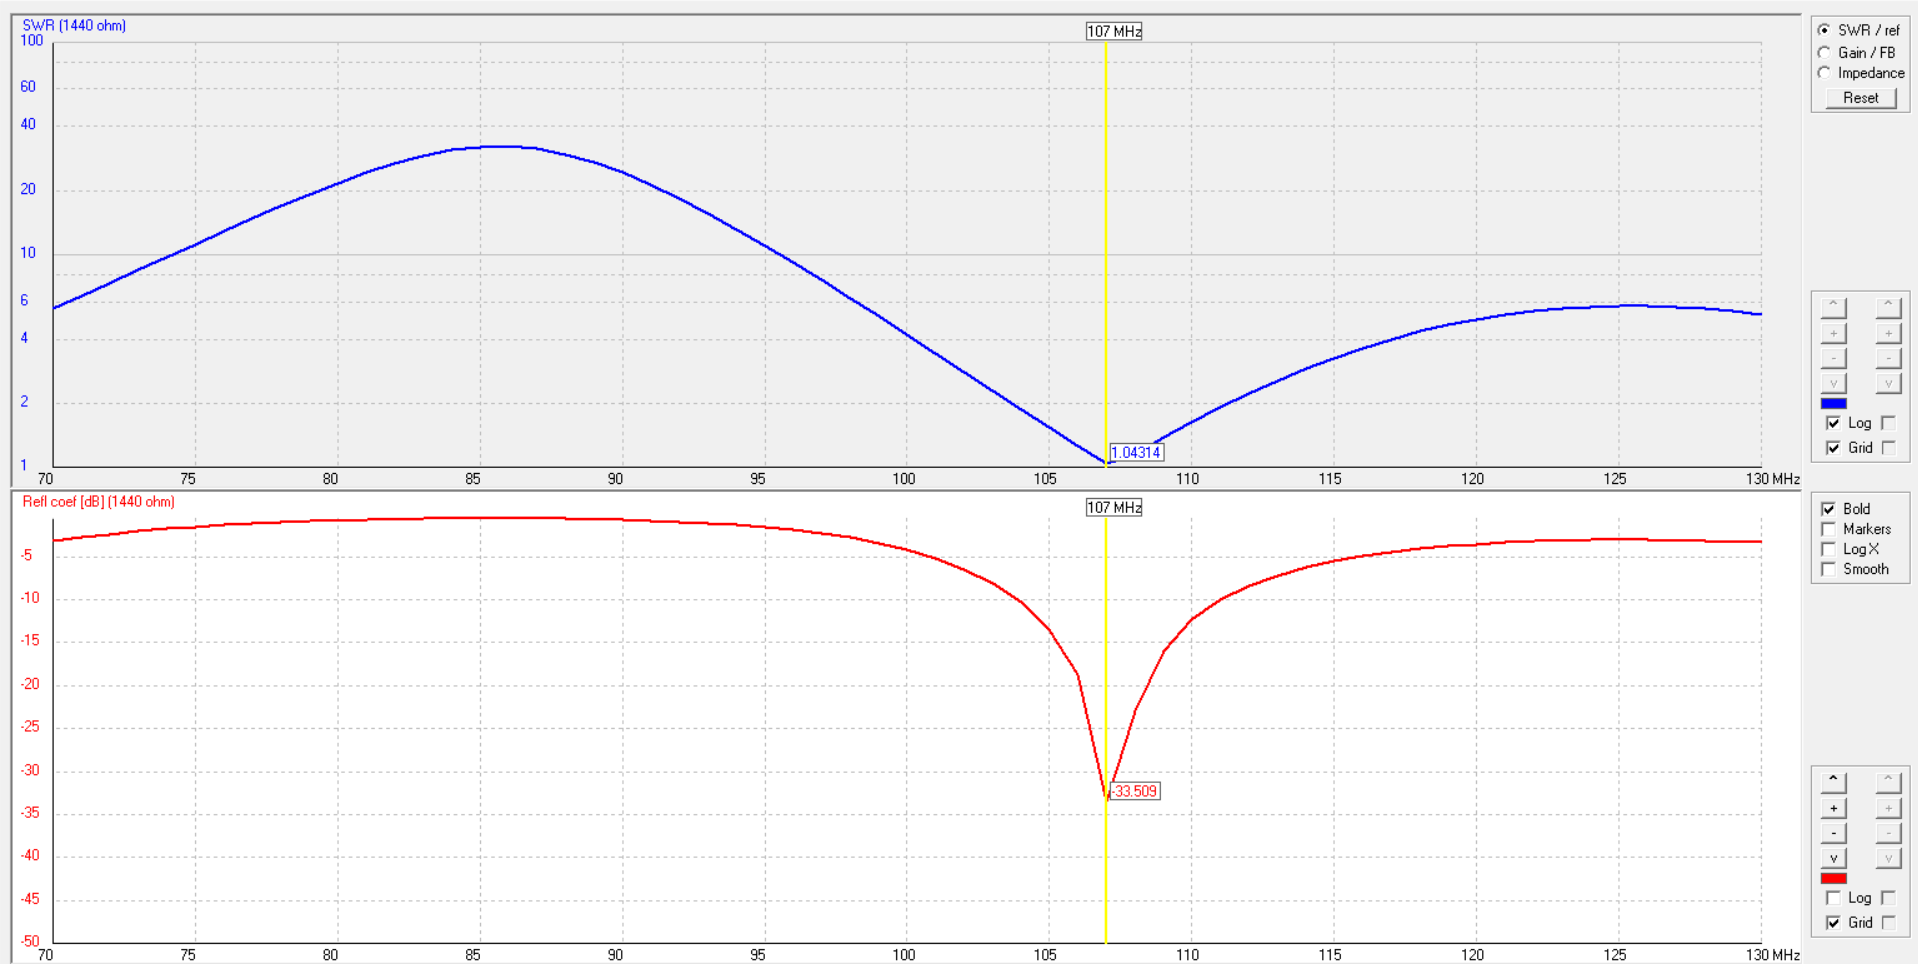 SWR (1440 ohm)
107 MHz
100
60
40
20
10
6
4
2
1
1.04314
70 75 80 85 90 95 100 105 110 115 120 125 130 MHz
Refl coef [dB] (1440 ohm)
107 MHz
-5
-10
-15
-20
-25
-30
-35
-40
-45
-50
-33.509
70 75 80 85 90 95 100 105 110 115 120 125 130 MHz
SWR / ref
Gain / FB
Impedance
Reset
^ ^
+ +
- -
v v
Log
Grid
Bold
Markers
Log X
Smooth
^ ^
+ +
- -
v v
Log
Grid